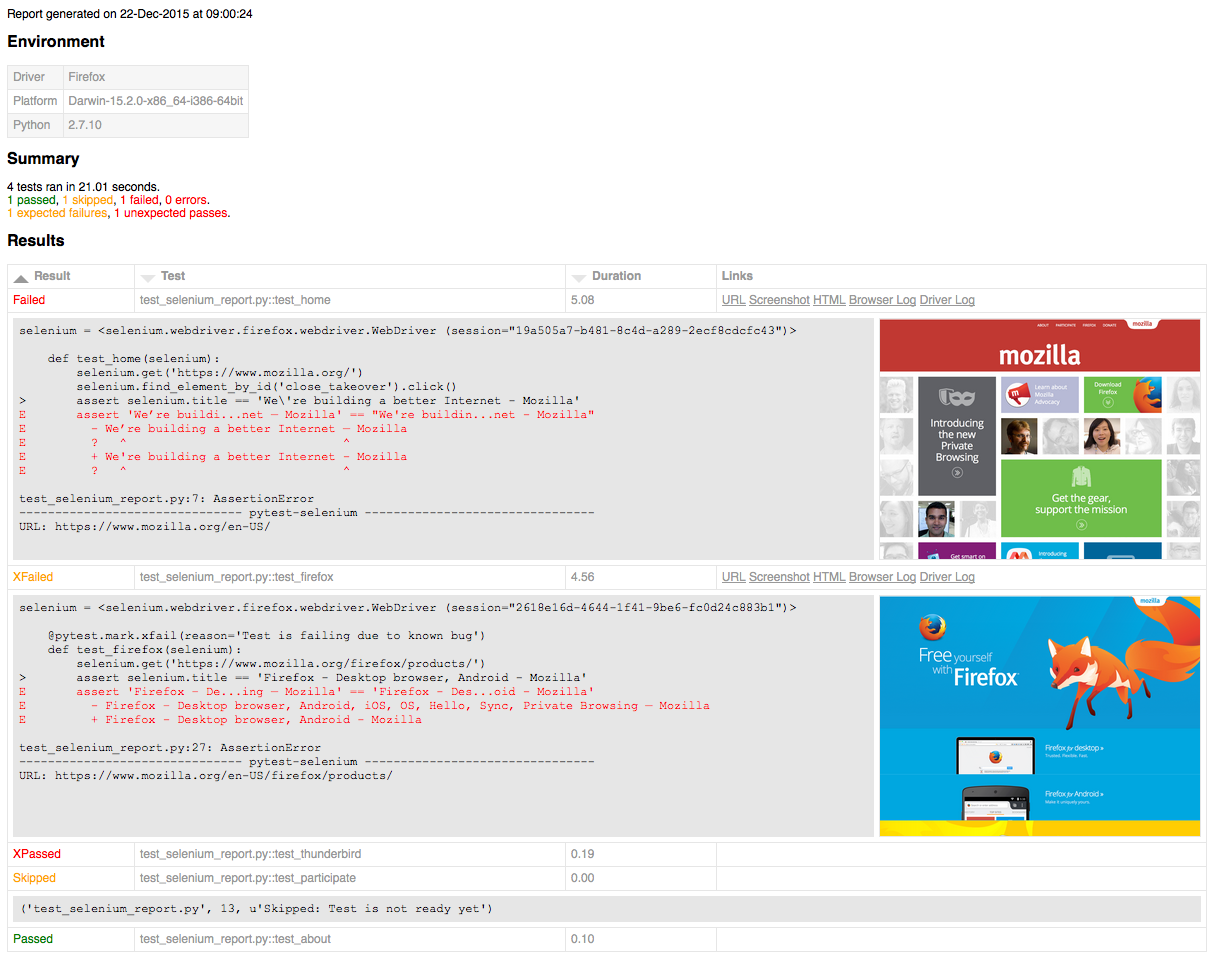 Report generated on 22-Dec-2015 at 09:00:24
Environment
Driver Firefox
Platform Darwin-15.2.0-x86_64-i386-64bit
Python 2.7.10
Summary
4 tests ran in 21.01 seconds.
1 passed, 1 skipped, 1 failed, 0 errors.
1 expected failures, 1 unexpected passes.
Results
Result Test Duration Links
Failed test_selenium_report.py::test_home 5.08 URL Screenshot HTML Browser Log Driver Log
selenium = <selenium.webdriver.firefox.webdriver.WebDriver (session="19a505a7-b481-8c4d-a289-2ecf8cdcfc43")>
def test_home(selenium):
selenium.get('https://www.mozilla.org/')
selenium.find_element_by_id('close_takeover').click()
> assert selenium.title == 'We\'re building a better Internet - Mozilla'
E assert 'We’re buildi...net — Mozilla' == "We're buildin...net - Mozilla"
E - We’re building a better Internet — Mozilla
E ? ^ ^
E + We're building a better Internet - Mozilla
E ? ^ ^
test_selenium_report.py:7: AssertionError
------------------------------- pytest-selenium --------------------------------
URL: https://www.mozilla.org/en-US/
ABOUT PARTICIPATE FIREFOX DONATE mozilla
mozilla
Learn about
Mozilla
Advocacy
Download
Firefox
Introducing
the new
Private
Browsing
Get the gear,
support the mission
Get smart on
Introducing
XFailed test_selenium_report.py::test_firefox 4.56 URL Screenshot HTML Browser Log Driver Log
selenium = <selenium.webdriver.firefox.webdriver.WebDriver (session="2618e16d-4644-1f41-9be6-fc0d24c883b1")>
@pytest.mark.xfail(reason='Test is failing due to known bug')
def test_firefox(selenium):
selenium.get('https://www.mozilla.org/firefox/products/')
> assert selenium.title == 'Firefox - Desktop browser, Android - Mozilla'
E assert 'Firefox - De...ing — Mozilla' == 'Firefox - Des...oid - Mozilla'
E - Firefox - Desktop browser, Android, iOS, OS, Hello, Sync, Private Browsing — Mozilla
E + Firefox - Desktop browser, Android - Mozilla
test_selenium_report.py:27: AssertionError
------------------------------- pytest-selenium --------------------------------
URL: https://www.mozilla.org/en-US/firefox/products/
mozilla
Free yourself
with Firefox
Firefox for desktop »
Trusted. Flexible. Fast.
Firefox for Android »
Make it uniquely yours.
XPassed test_selenium_report.py::test_thunderbird 0.19
Skipped test_selenium_report.py::test_participate 0.00
('test_selenium_report.py', 13, u'Skipped: Test is not ready yet')
Passed test_selenium_report.py::test_about 0.10